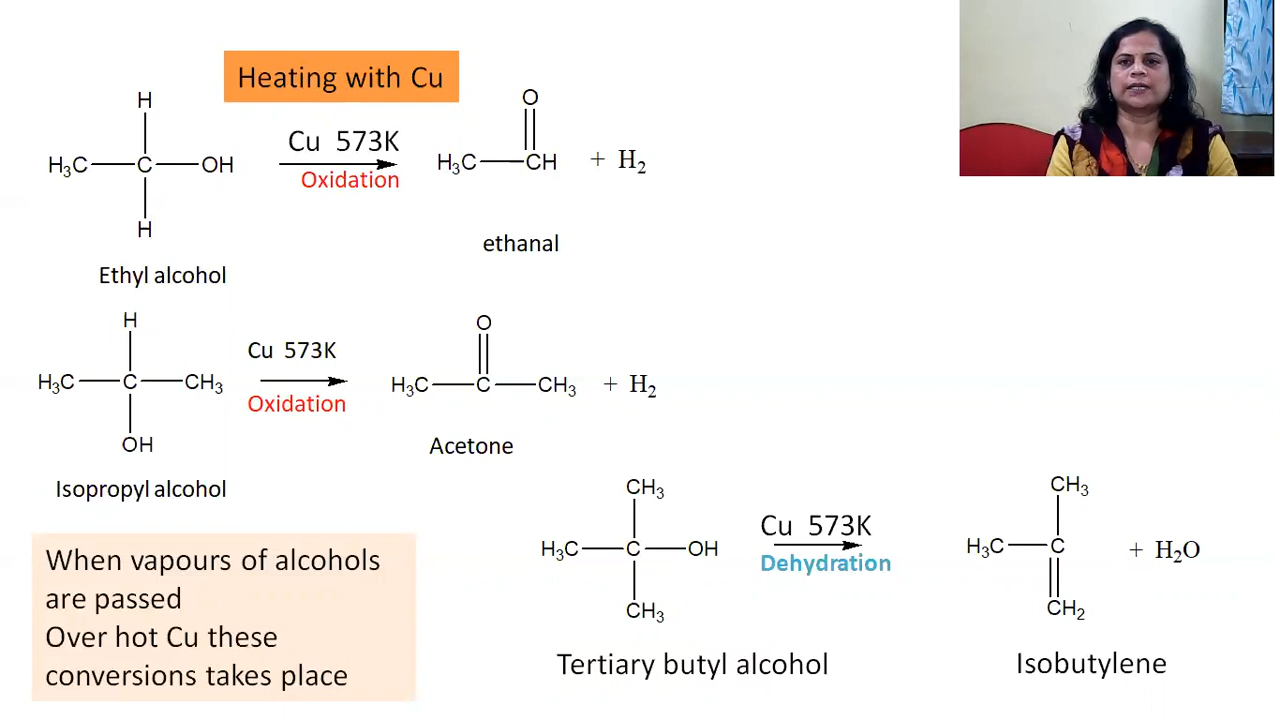 Heating with Cu
H
H₃C C OH
H
Cu 573K
Oxidation
O
H₃C CH + H₂
ethanal
Ethyl alcohol
H
H₃C C CH₃
OH
Cu 573K
Oxidation
O
H₃C C CH₃ + H₂
Acetone
Isopropyl alcohol
When vapours of alcohols
are passed
Over hot Cu these
conversions takes place
CH₃
H₃C C OH
CH₃
Cu 573K
Dehydration
CH₃
H₃C C + H₂O
CH₂
Tertiary butyl alcohol
Isobutylene